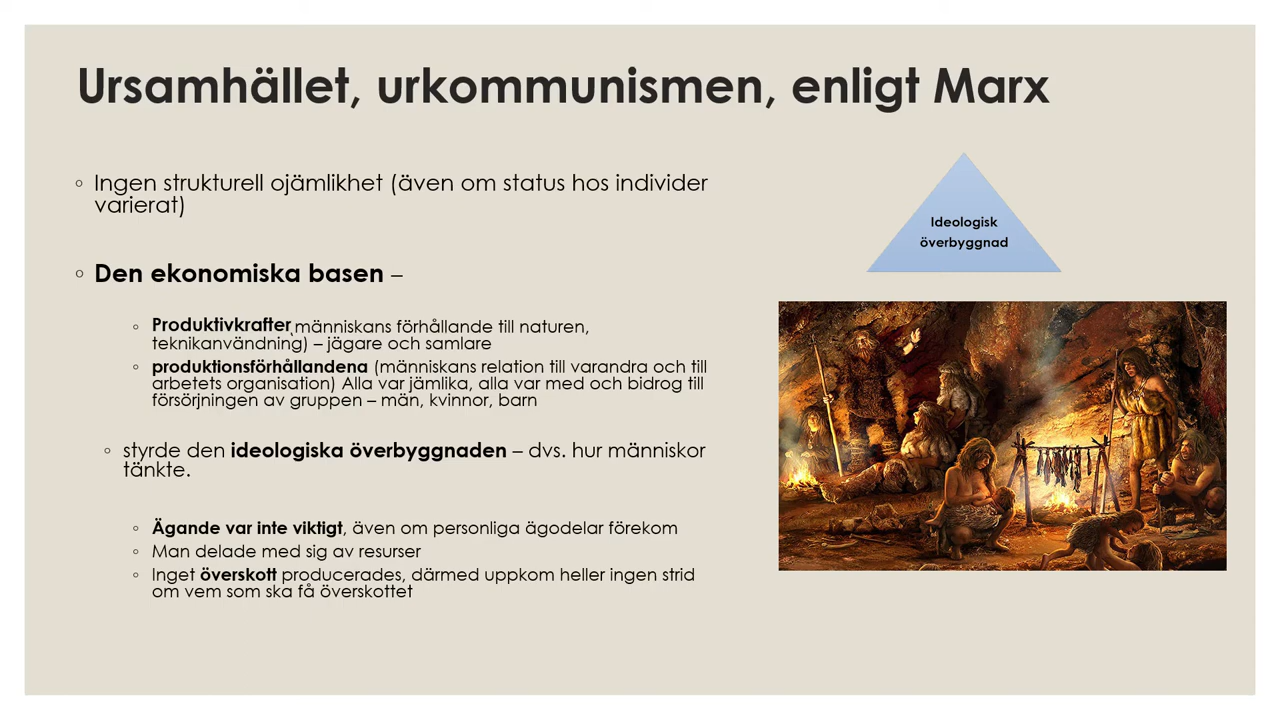 Ursamhället, urkommunismen, enligt Marx
◦ Ingen strukturell ojämlikhet (även om status hos individer
varierat)
◦ Den ekonomiska basen –
◦ Produktivkrafter (människans förhållande till naturen,
teknikanvändning) – jägare och samlare
◦ produktionsförhållandena (människans relation till varandra och till
arbetets organisation) Alla var jämlika, alla var med och bidrog till
försörjningen av gruppen – män, kvinnor, barn
◦ styrde den ideologiska överbyggnaden – dvs. hur människor
tänkte.
◦ Ägande var inte viktigt, även om personliga ägodelar förekom
◦ Man delade med sig av resurser
◦ Inget överskott producerades, därmed uppkom heller ingen strid
om vem som ska få överskottet
Ideologisk
överbyggnad